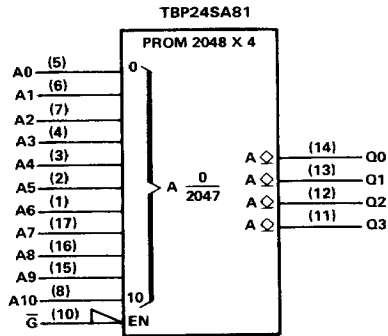 TBP24SA81
PROM 2048 X 4
A0 (5) 0
A1 (6)
A2 (7)
A3 (4)
A4 (3)
A5 (2)
A6 (1)
A7 (17)
A8 (16)
A9 (15)
A10 (8) 10
G̅ (10) EN
A 0/2047
A (14) Q0
A (13) Q1
A (12) Q2
A (11) Q3